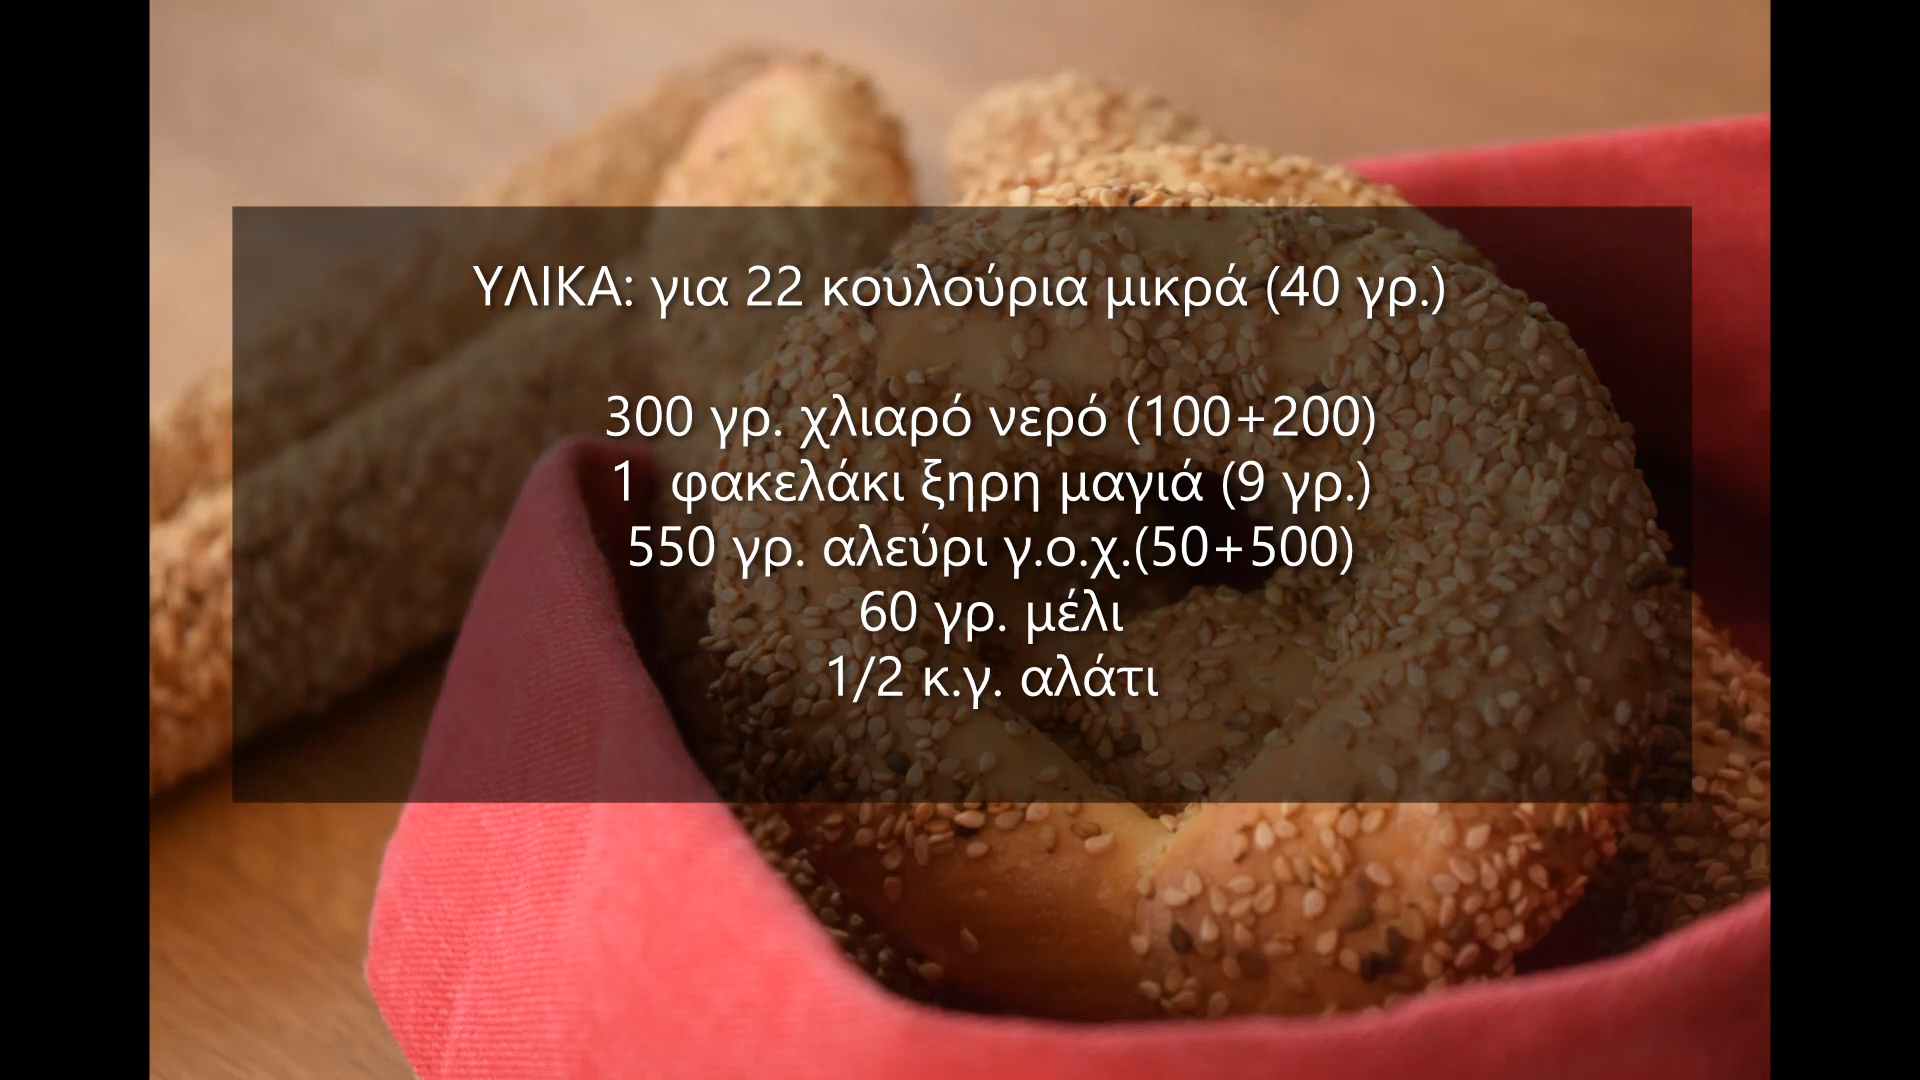 ΥΛΙΚΑ: για 22 κουλούρια μικρά (40 γρ.)
300 γρ. χλιαρό νερό (100+200)
1 φακελάκι ξηρη μαγιά (9 γρ.)
550 γρ. αλεύρι γ.ο.χ.(50+500)
60 γρ. μέλι
1/2 κ.γ. αλάτι